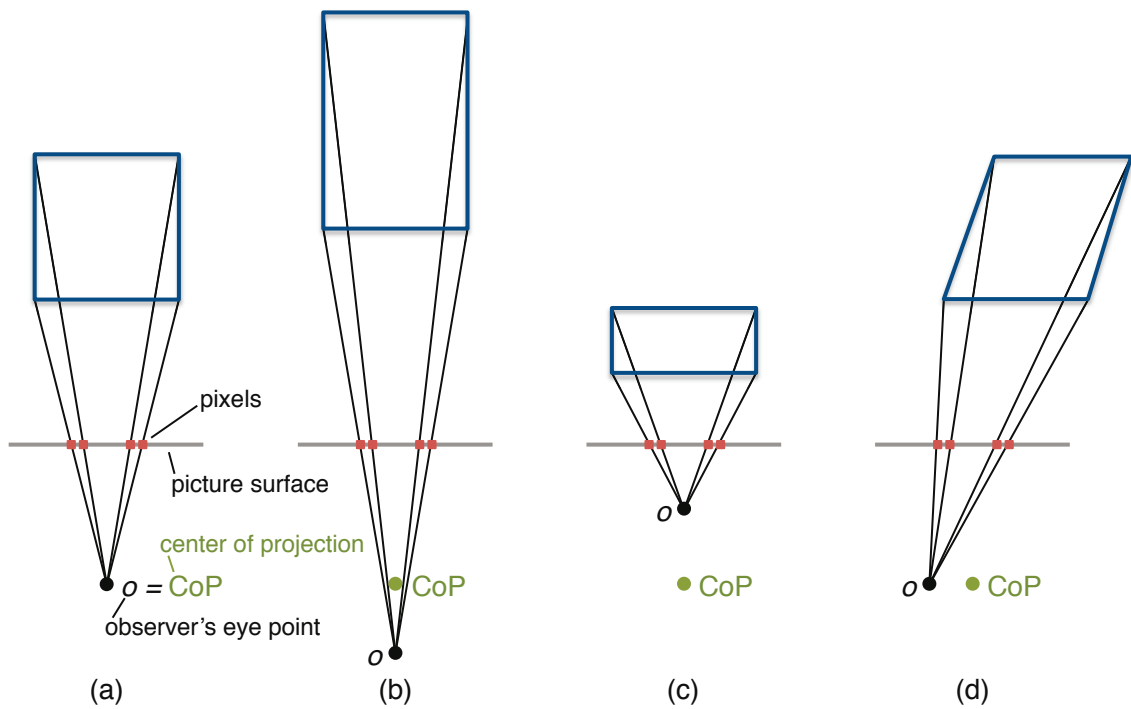 pixels
picture surface
center of projection
o = CoP
observer's eye point
CoP
o
o
CoP
o
CoP
(a)
(b)
(c)
(d)